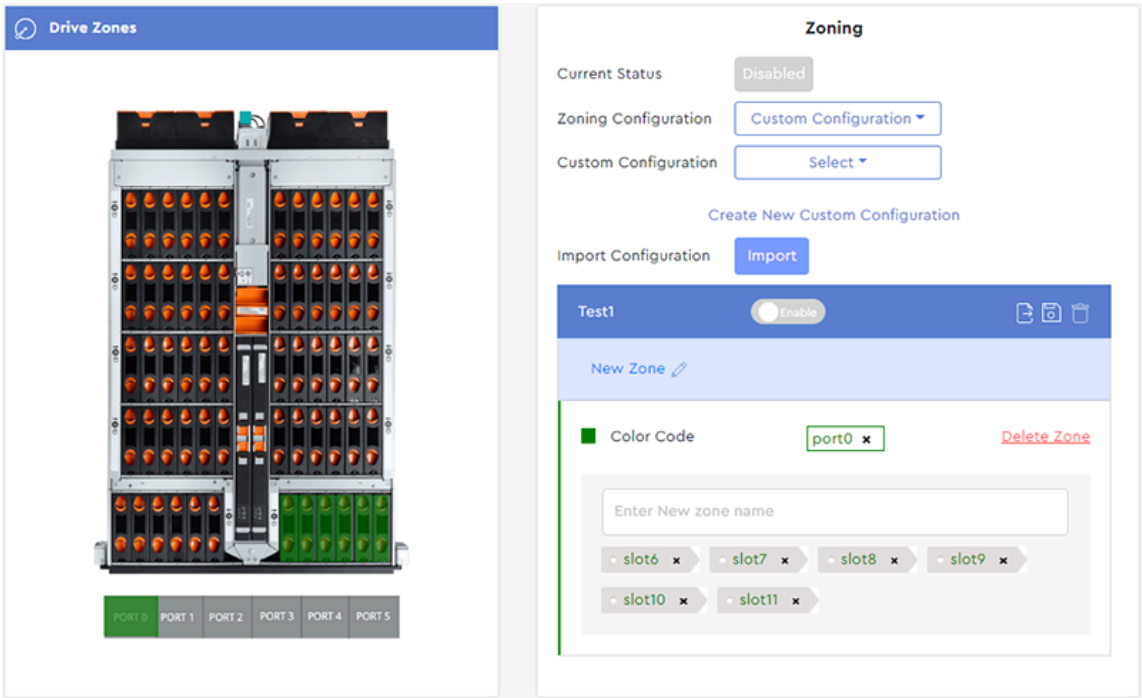 Drive Zones
PORT 0 PORT 1 PORT 2 PORT 3 PORT 4 PORT 5
Zoning
Current Status Disabled
Zoning Configuration Custom Configuration
Custom Configuration Select
Create New Custom Configuration
Import Configuration Import
Test1 Enable
New Zone
Color Code port0 × Delete Zone
Enter New zone name
slot6 × slot7 × slot8 × slot9 ×
slot10 × slot11 ×